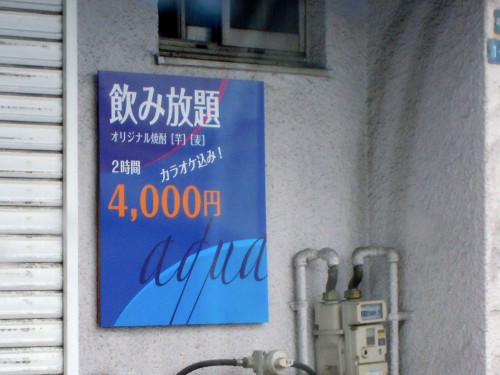 飲み放題
オリジナル焼酎 [芋] [麦]
2時間
カラオケ込み!
4,000円
aqua